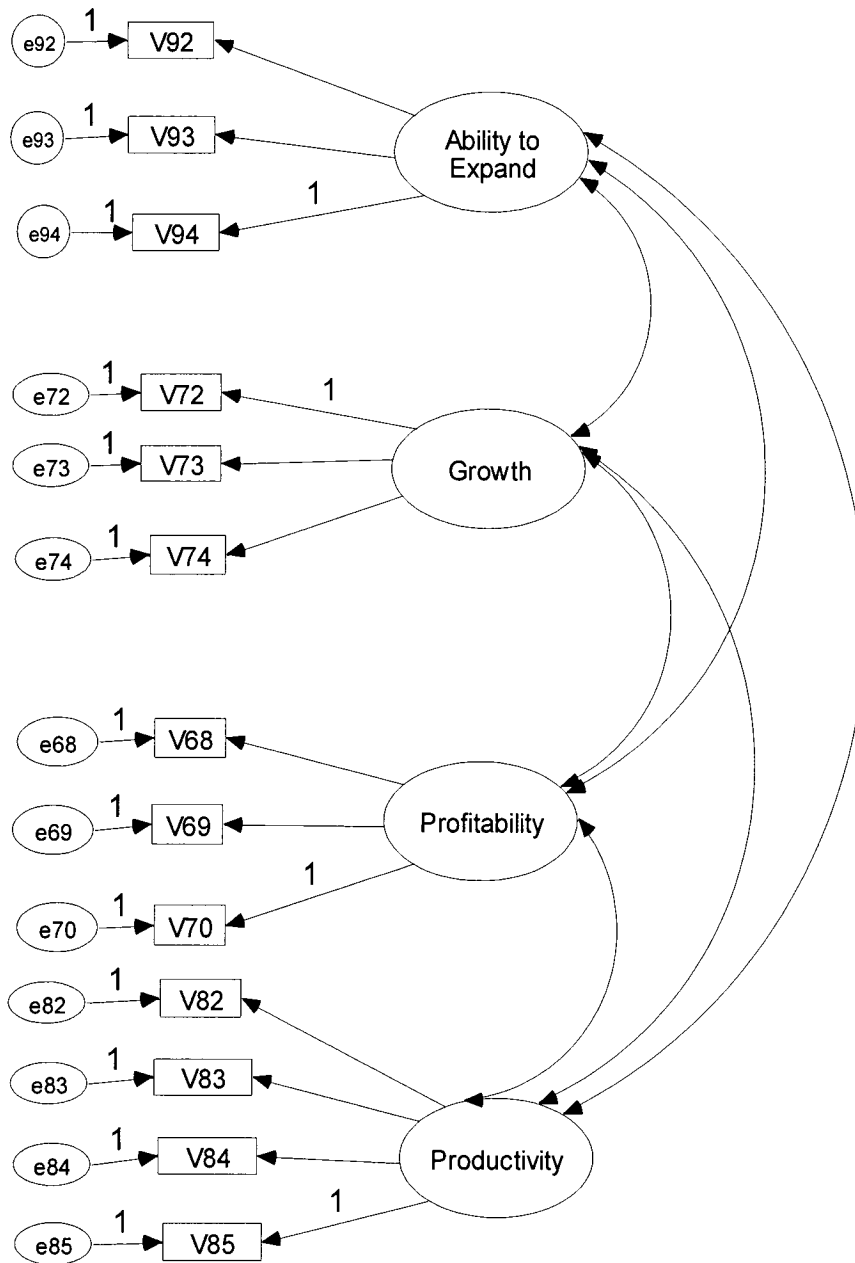 1
e92
V92
1
e93
V93
Ability to
Expand
1
e94
V94
1
1
e72
V72
1
1
e73
V73
Growth
1
e74
V74
1
e68
V68
1
e69
V69
Profitability
1
1
e70
V70
1
e82
V82
1
e83
V83
1
e84
V84
Productivity
1
1
e85
V85